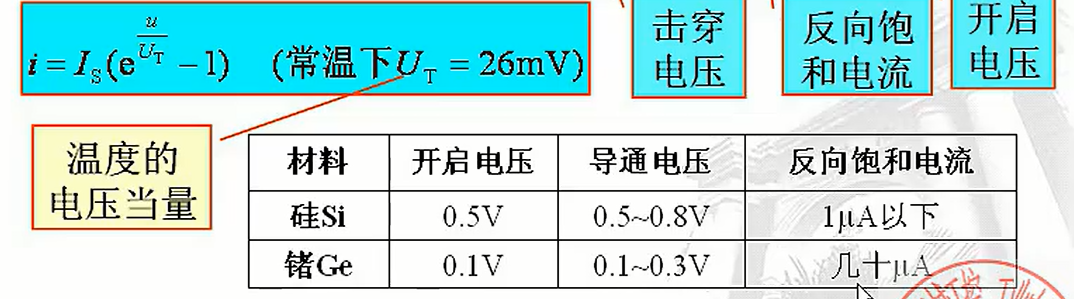 i = I_S(e^{u/U_T} − 1) (常温下U_T = 26mV)
击穿
电压
反向饱
和电流
开启
电压
温度的
电压当量
材料 开启电压 导通电压 反向饱和电流
硅Si 0.5V 0.5~0.8V 1μA以下
锗Ge 0.1V 0.1~0.3V 几十μA